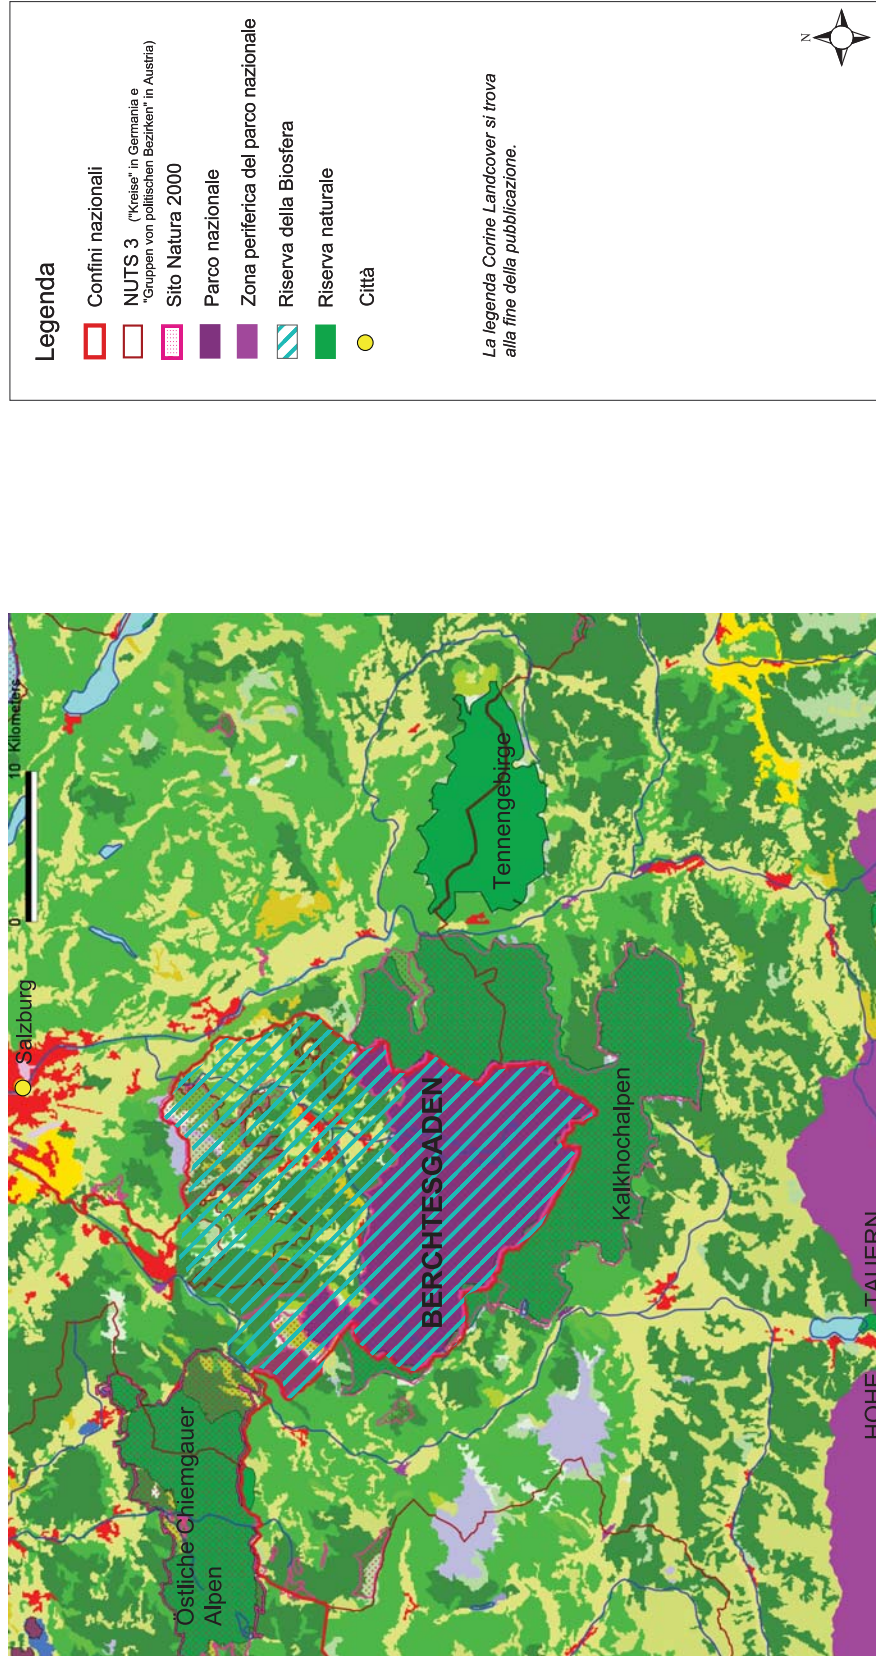 10 Kilometers
0
Salzburg
Östliche Chiemgauer
Alpen
BERCHTESGADEN
Tennengebirge
Kalkhochalpen
HOHE TAUERN
Legenda
Confini nazionali
NUTS 3 ("Kreise" in Germania e
"Gruppen von politischen Bezirken" in Austria)
Sito Natura 2000
Parco nazionale
Zona periferica del parco nazionale
Riserva della Biosfera
Riserva naturale
Città
La legenda Corine Landcover si trova
alla fine della pubblicazione.
N